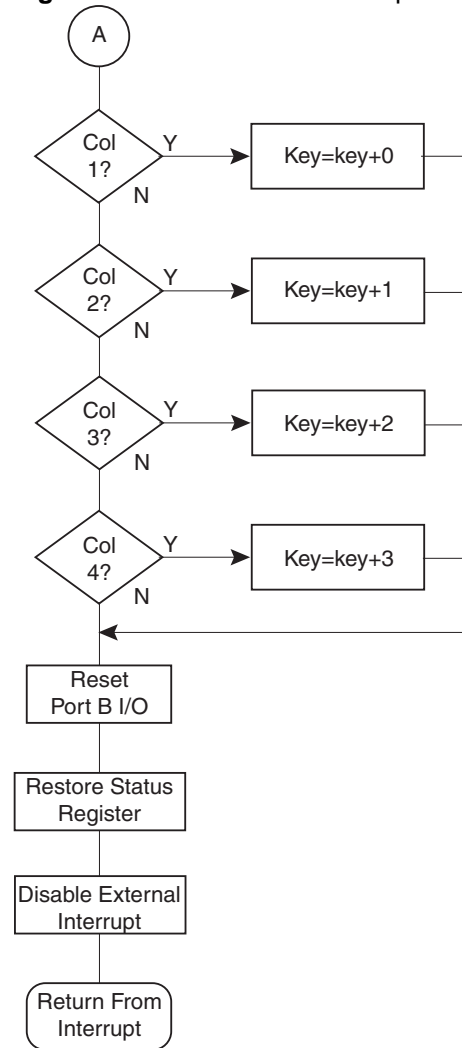 A
Col
1?
Y
Key=key+0
N
Col
2?
Y
Key=key+1
N
Col
3?
Y
Key=key+2
N
Col
4?
Y
Key=key+3
N
Reset
Port B I/O
Restore Status
Register
Disable External
Interrupt
Return From
Interrupt